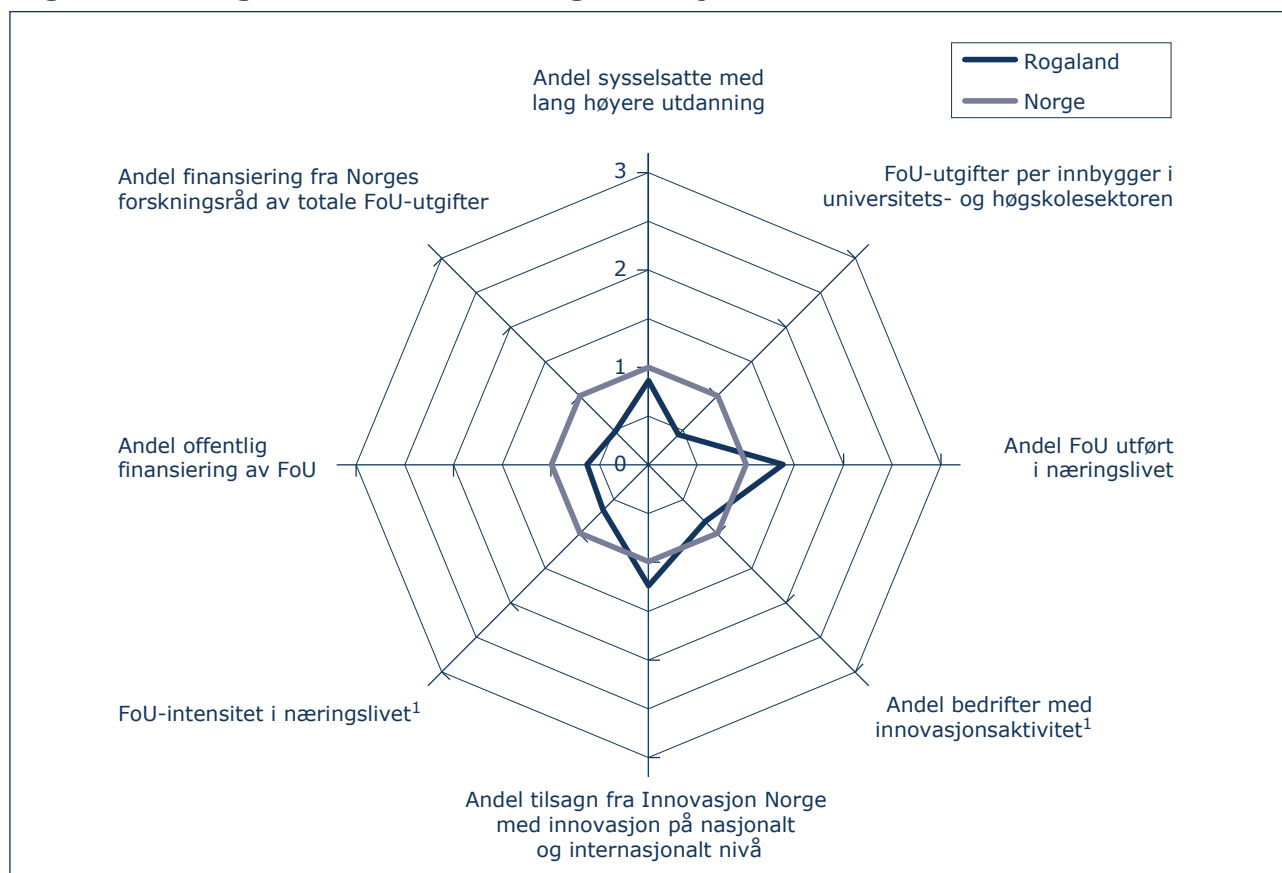 Rogaland
Norge
Andel sysselsatte med
lang høyere utdanning
FoU-utgifter per innbygger i
universitets- og høgskolesektoren
Andel FoU utført
i næringslivet
Andel bedrifter med
innovasjonsaktivitet1
Andel tilsagn fra Innovasjon Norge
med innovasjon på nasjonalt
og internasjonalt nivå
FoU-intensitet i næringslivet1
Andel offentlig
finansiering av FoU
Andel finansiering fra Norges
forskningsråd av totale FoU-utgifter
3
2
1
0